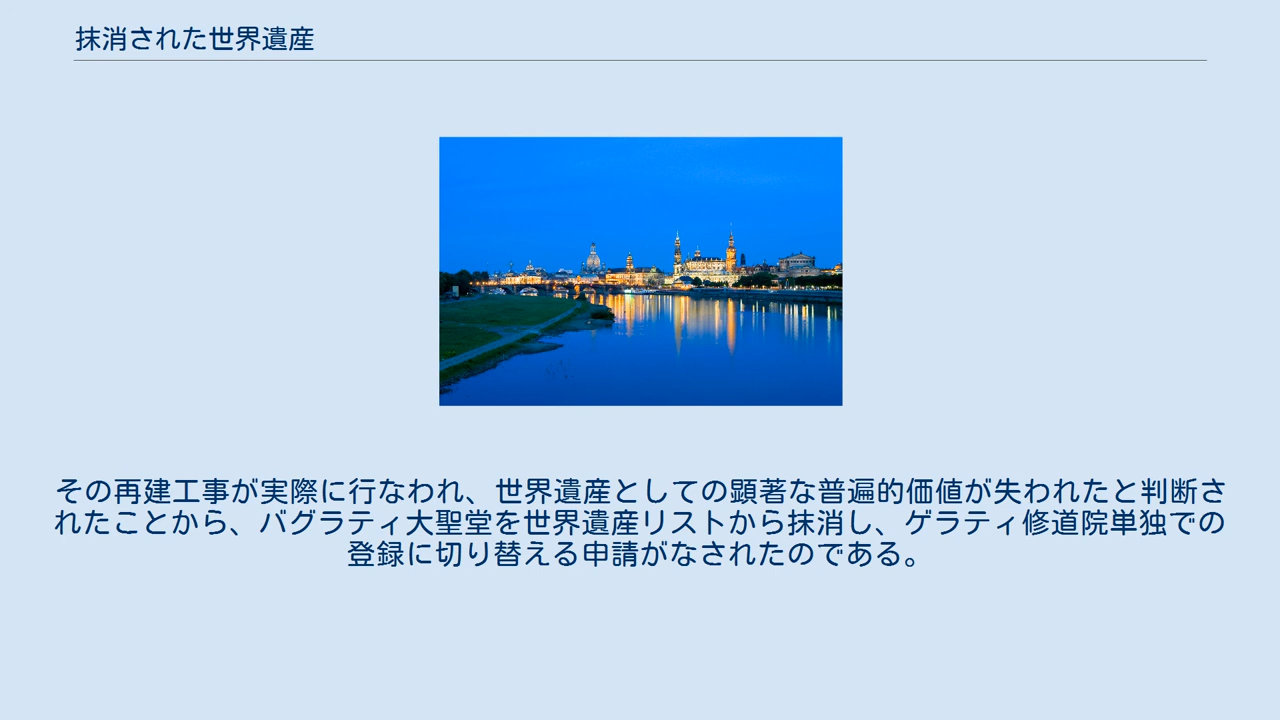 抹消された世界遺産
その再建工事が実際に行なわれ、世界遺産としての顕著な普遍的価値が失われたと判断さ
れたことから、バグラティ大聖堂を世界遺産リストから抹消し、ゲラティ修道院単独での
登録に切り替える申請がなされたのである。